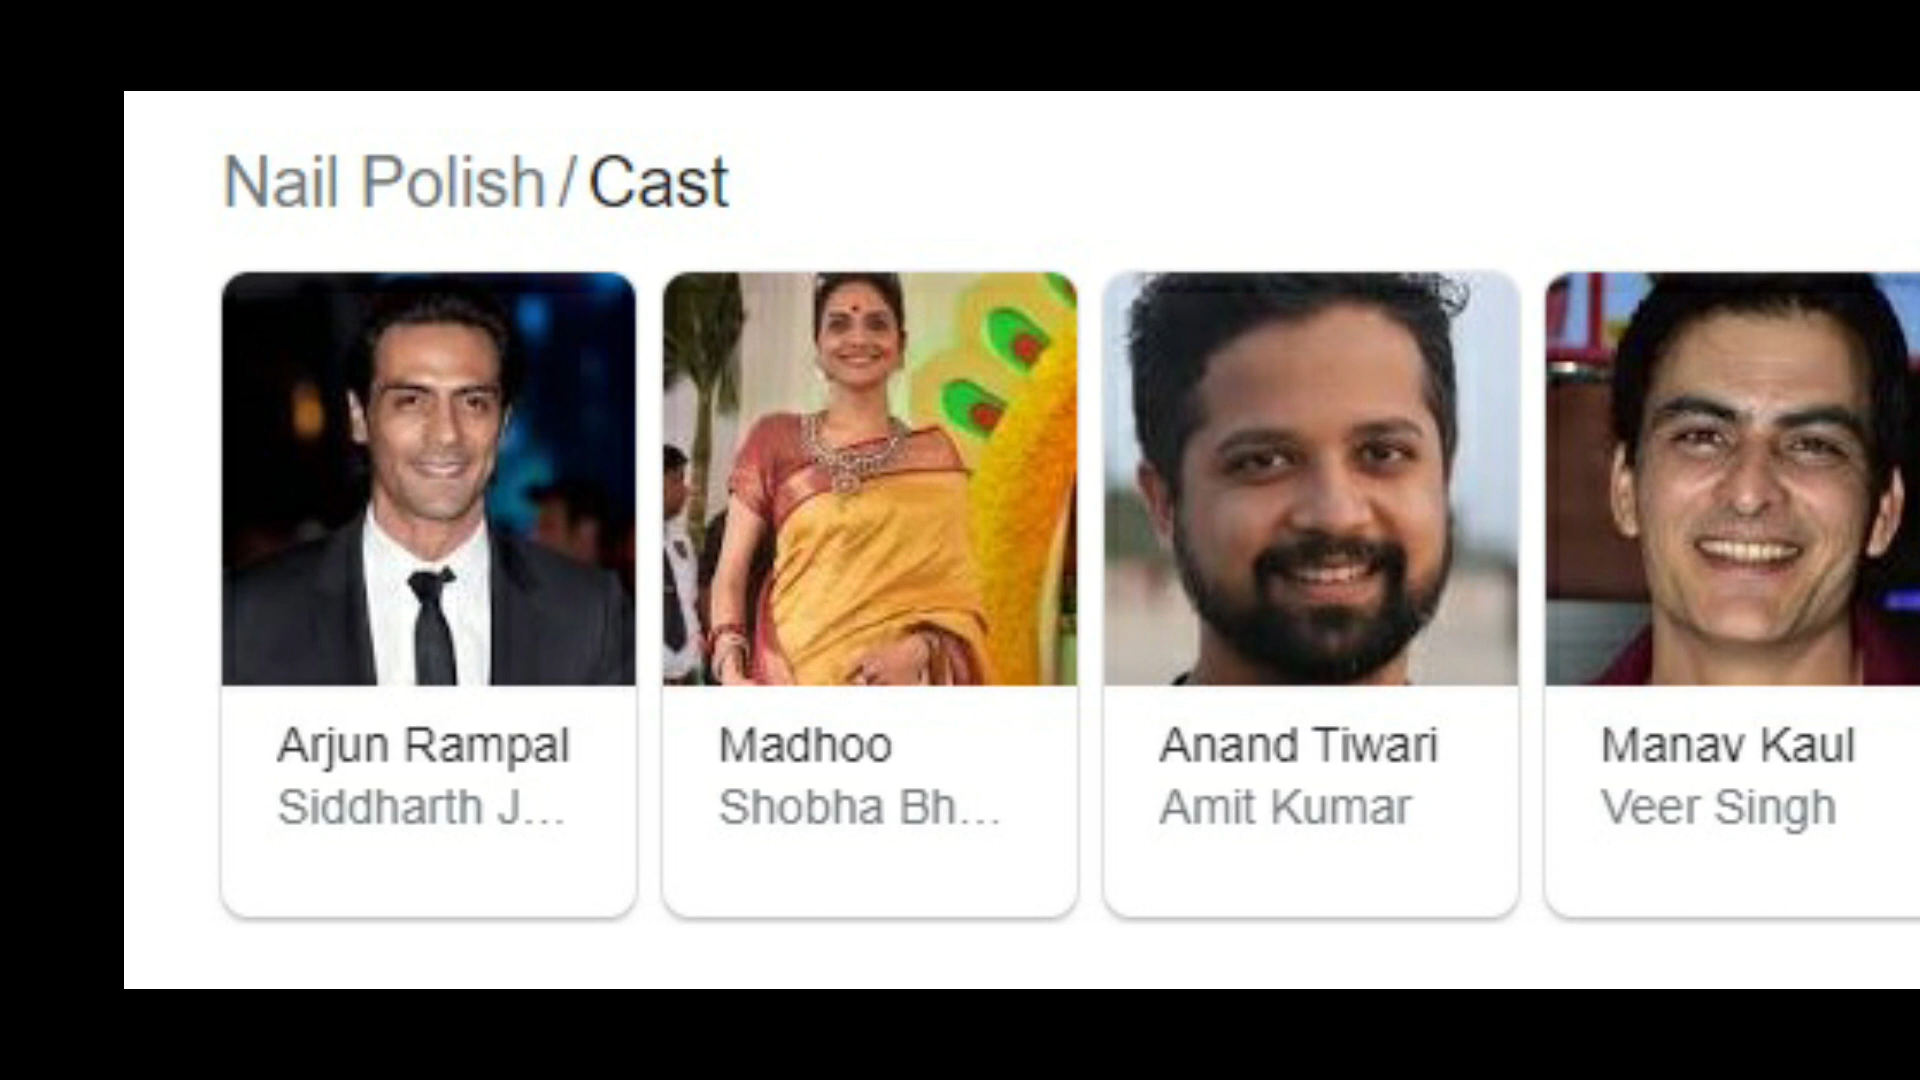 Nail Polish / Cast
Arjun Rampal
Siddharth J...
Madhoo
Shobha Bh...
Anand Tiwari
Amit Kumar
Manav Kaul
Veer Singh